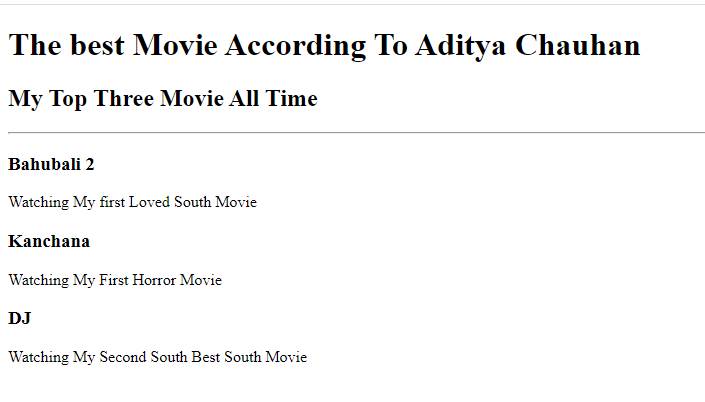 The best Movie According To Aditya Chauhan
My Top Three Movie All Time
Bahubali 2
Watching My first Loved South Movie
Kanchana
Watching My First Horror Movie
DJ
Watching My Second South Best South Movie